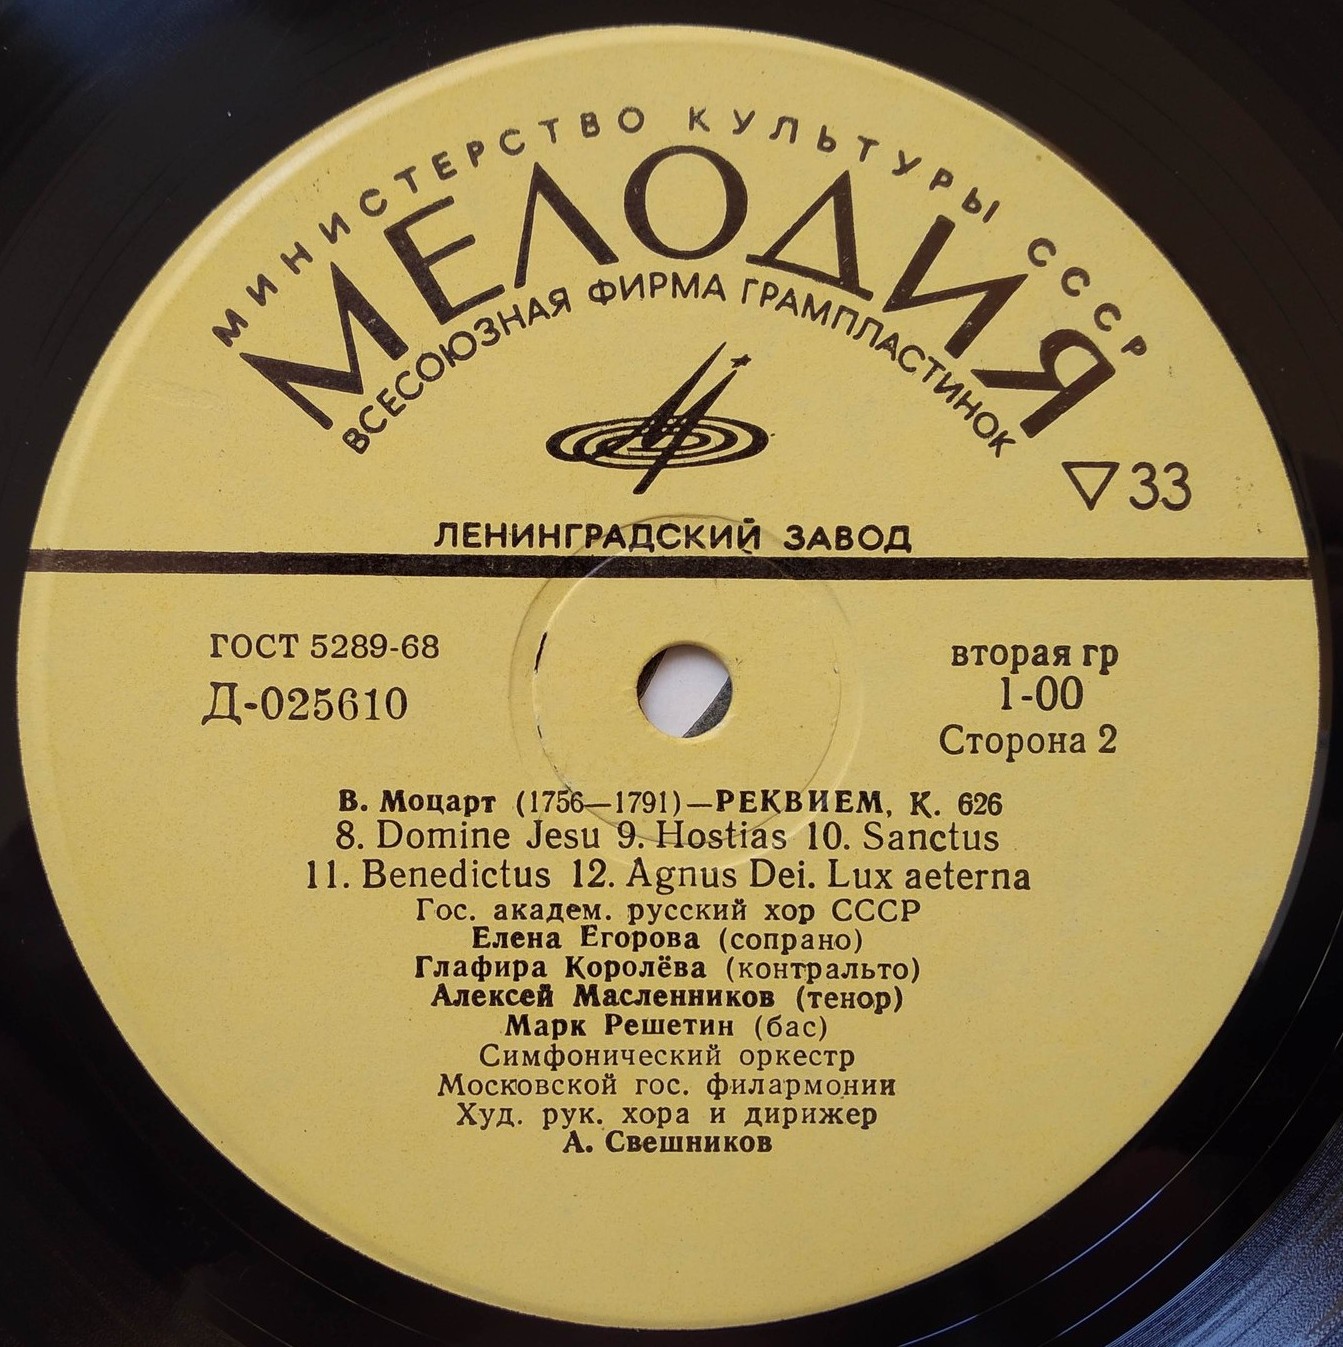 МИНИСТЕРСТВО КУЛЬТУРЫ СССР
МЕЛОДИЯ
ВСЕСОЮЗНАЯ ФИРМА ГРАМПЛАСТИНОК
33
ЛЕНИНГРАДСКИЙ ЗАВОД
ГОСТ 5289-68
Д-025610
вторая гр
1-00
Сторона 2
В. Моцарт (1756—1791)—РЕКВИЕМ, К. 626
8. Domine Jesu 9. Hostias 10. Sanctus
11. Benedictus 12. Agnus Dei. Lux aeterna
Гос. академ. русский хор СССР
Елена Егорова (сопрано)
Глафира Королёва (контральто)
Алексей Масленников (тенор)
Марк Решетин (бас)
Симфонический оркестр
Московской гос. филармонии
Худ. рук. хора и дирижер
А. Свешников